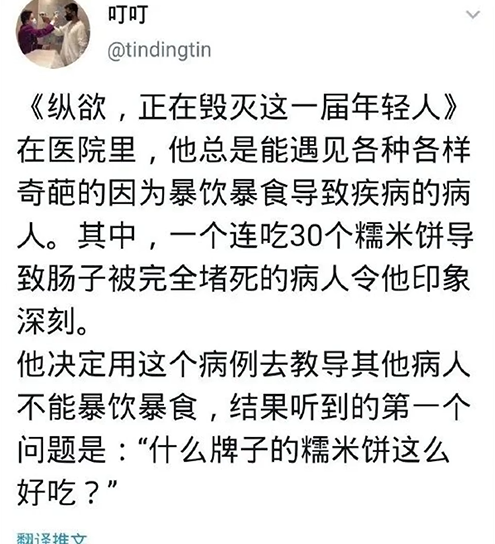 叮叮
@tindingtin
《纵欲，正在毁灭这一届年轻人》
在医院里，他总是能遇见各种各样
奇葩的因为暴饮暴食导致疾病的病
人。其中，一个连吃30个糯米饼导
致肠子被完全堵死的病人令他印象
深刻。
他决定用这个病例去教导其他病人
不能暴饮暴食，结果听到的第一个
问题是：“什么牌子的糯米饼这么
好吃？”
翻译推文